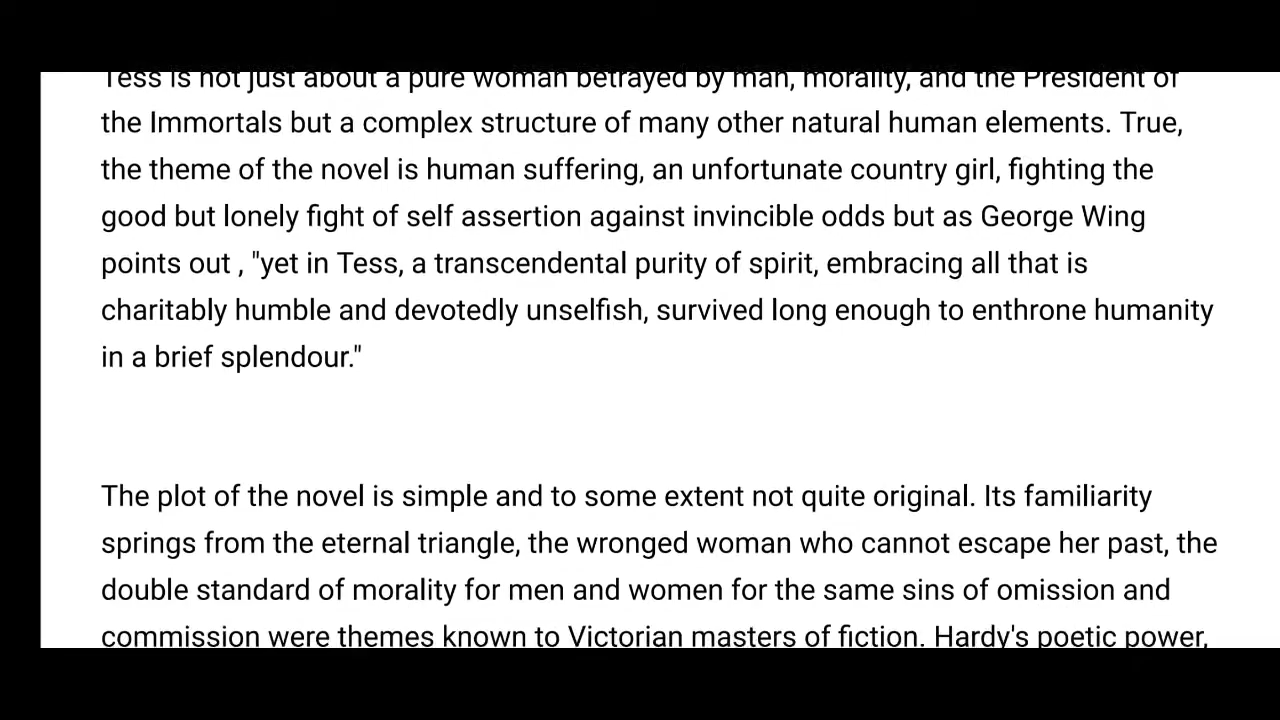 Tess is not just about a pure woman betrayed by man, morality, and the President of
the Immortals but a complex structure of many other natural human elements. True,
the theme of the novel is human suffering, an unfortunate country girl, fighting the
good but lonely fight of self assertion against invincible odds but as George Wing
points out , "yet in Tess, a transcendental purity of spirit, embracing all that is
charitably humble and devotedly unselfish, survived long enough to enthrone humanity
in a brief splendour."
The plot of the novel is simple and to some extent not quite original. Its familiarity
springs from the eternal triangle, the wronged woman who cannot escape her past, the
double standard of morality for men and women for the same sins of omission and
commission were themes known to Victorian masters of fiction. Hardy's poetic power,